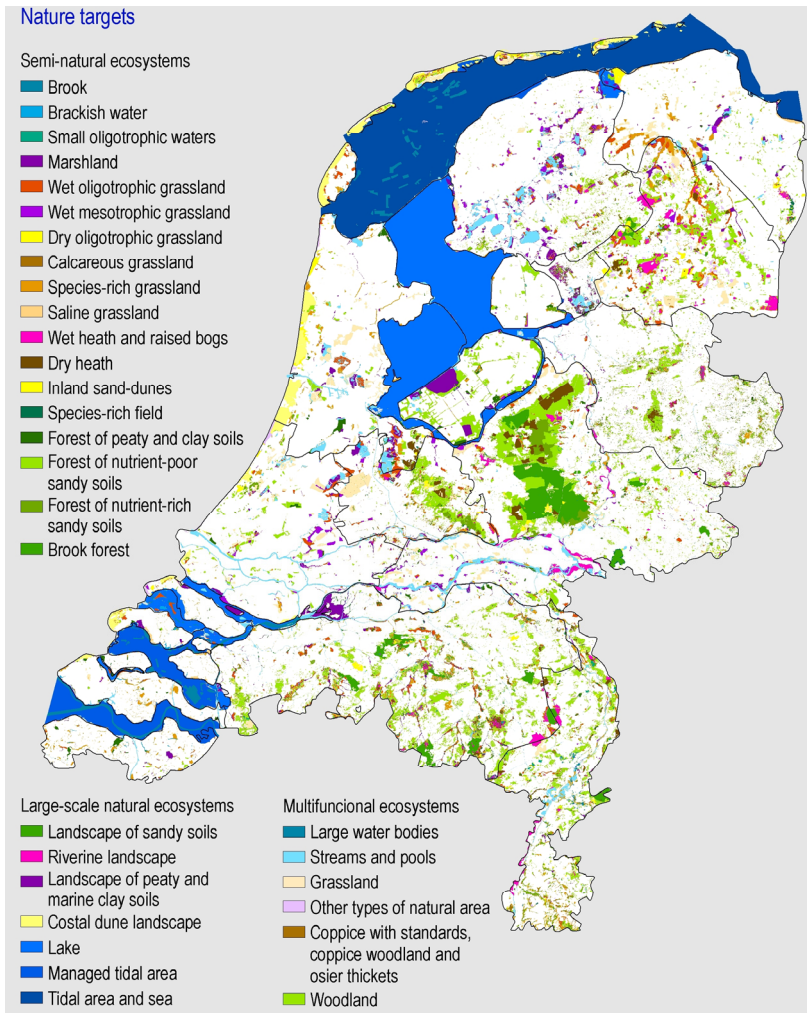 Nature targets
Semi-natural ecosystems
Brook
Brackish water
Small oligotrophic waters
Marshland
Wet oligotrophic grassland
Wet mesotrophic grassland
Dry oligotrophic grassland
Calcareous grassland
Species-rich grassland
Saline grassland
Wet heath and raised bogs
Dry heath
Inland sand-dunes
Species-rich field
Forest of peaty and clay soils
Forest of nutrient-poor
sandy soils
Forest of nutrient-rich
sandy soils
Brook forest
Large-scale natural ecosystems
Landscape of sandy soils
Riverine landscape
Landscape of peaty and
marine clay soils
Costal dune landscape
Lake
Managed tidal area
Tidal area and sea
Multifuncional ecosystems
Large water bodies
Streams and pools
Grassland
Other types of natural area
Coppice with standards,
coppice woodland and
osier thickets
Woodland